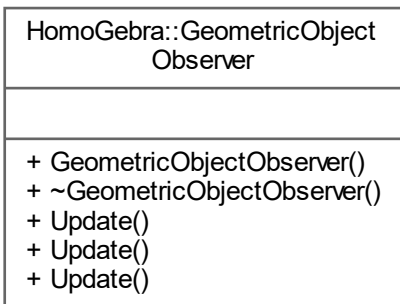 HomoGebra::GeometricObject
Observer
+ GeometricObjectObserver()
+ ~GeometricObjectObserver()
+ Update()
+ Update()
+ Update()